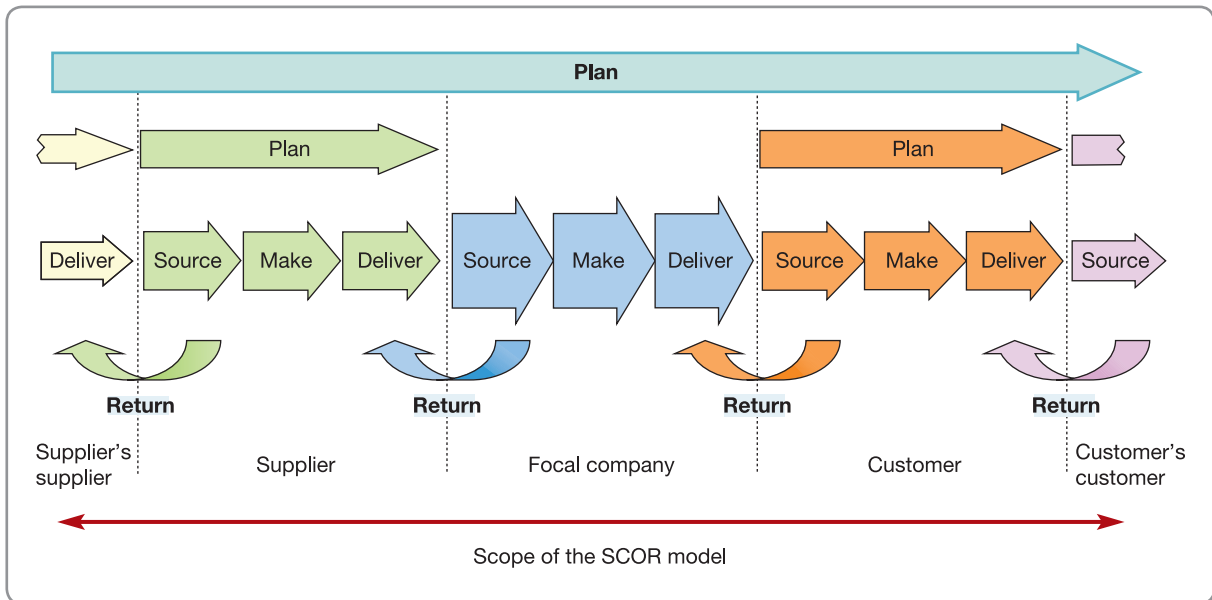 Plan
Plan
Plan
Deliver
Source
Make
Deliver
Source
Make
Deliver
Source
Make
Deliver
Source
Return
Return
Return
Return
Supplier's
supplier
Supplier
Focal company
Customer
Customer's
customer
Scope of the SCOR model